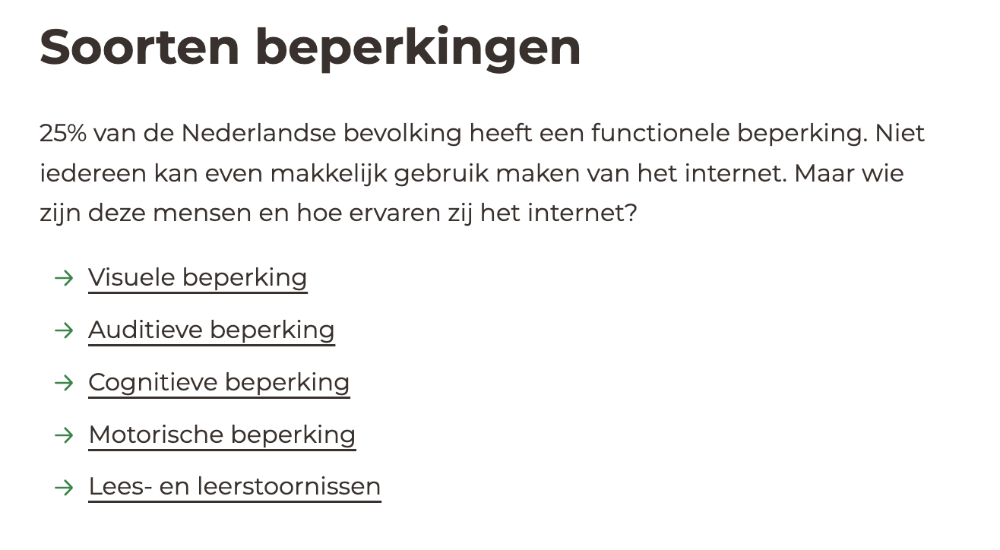 Soorten beperkingen
25% van de Nederlandse bevolking heeft een functionele beperking. Niet
iedereen kan even makkelijk gebruik maken van het internet. Maar wie
zijn deze mensen en hoe ervaren zij het internet?
→ Visuele beperking
→ Auditieve beperking
→ Cognitieve beperking
→ Motorische beperking
→ Lees- en leerstoornissen